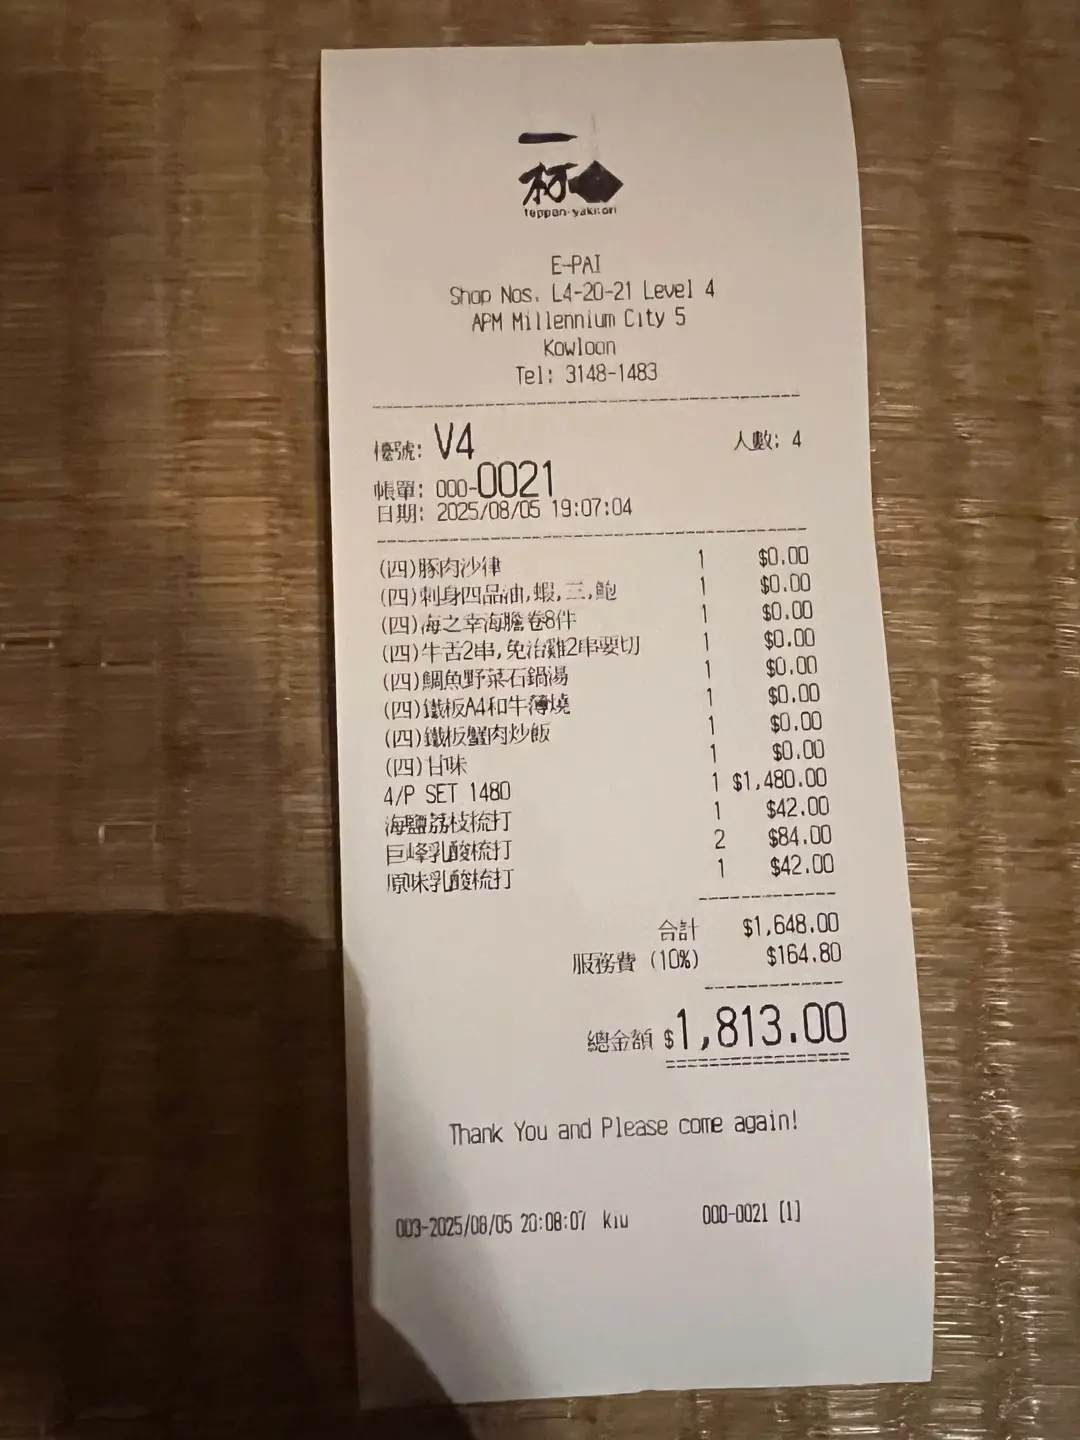 一杯
teppan-yakitori
E-PAI
Shop Nos. L4-20-21 Level 4
APM Millennium City 5
Kowloon
Tel: 3148-1483
檯號: V4 人數: 4
帳單: 000-0021
日期: 2025/08/05 19:07:04
(四)豚肉沙律 1 $0.00
(四)刺身四品油,蝦,三,鮑 1 $0.00
(四)海之幸海膽卷8件 1 $0.00
(四)牛舌2串,免治雞2串要切 1 $0.00
(四)鯛魚野菜石鍋湯 1 $0.00
(四)鐵板A4和牛薄燒 1 $0.00
(四)鐵板蟹肉炒飯 1 $0.00
(四)甘味 1 $0.00
4/P SET 1480 1 $1,480.00
海鹽荔枝梳打 1 $42.00
巨峰乳酸梳打 2 $84.00
原味乳酸梳打 1 $42.00
合計 $1,648.00
服務費 (10%) $164.80
總金額 $1,813.00
Thank You and Please come again!
003-2025/08/05 20:08:07 kiu 000-0021 [1]